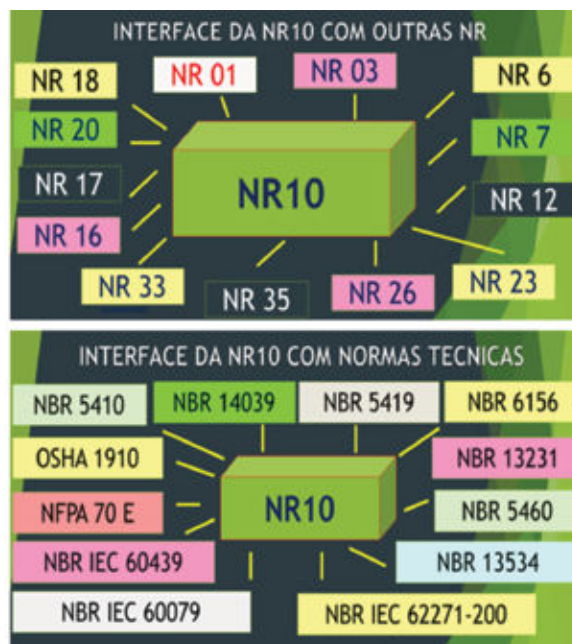 INTERFACE DA NR10 COM OUTRAS NR
NR 18
NR 01
NR 03
NR 6
NR 20
NR 7
NR 17
NR10
NR 12
NR 16
NR 33
NR 35
NR 26
NR 23
INTERFACE DA NR10 COM NORMAS TECNICAS
NBR 5410
NBR 14039
NBR 5419
NBR 6156
OSHA 1910
NBR 13231
NFPA 70 E
NR10
NBR 5460
NBR IEC 60439
NBR 13534
NBR IEC 60079
NBR IEC 62271-200